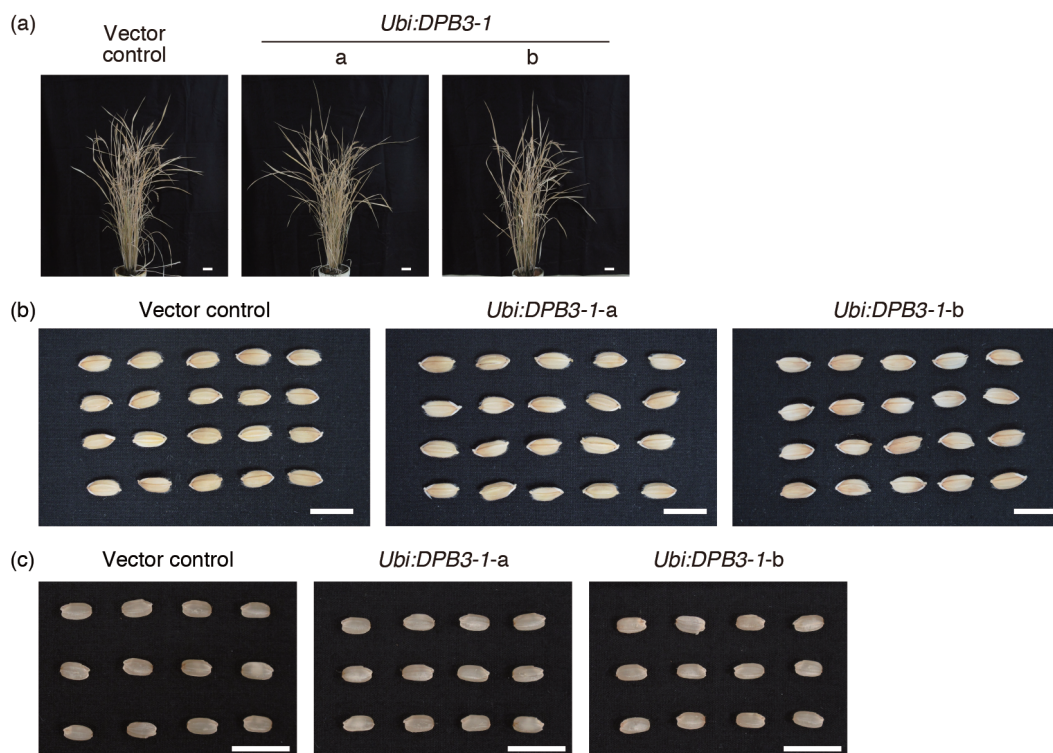 (a)
Vector
control
Ubi:DPB3-1
a
b
(b)
Vector control
Ubi:DPB3-1-a
Ubi:DPB3-1-b
(c)
Vector control
Ubi:DPB3-1-a
Ubi:DPB3-1-b